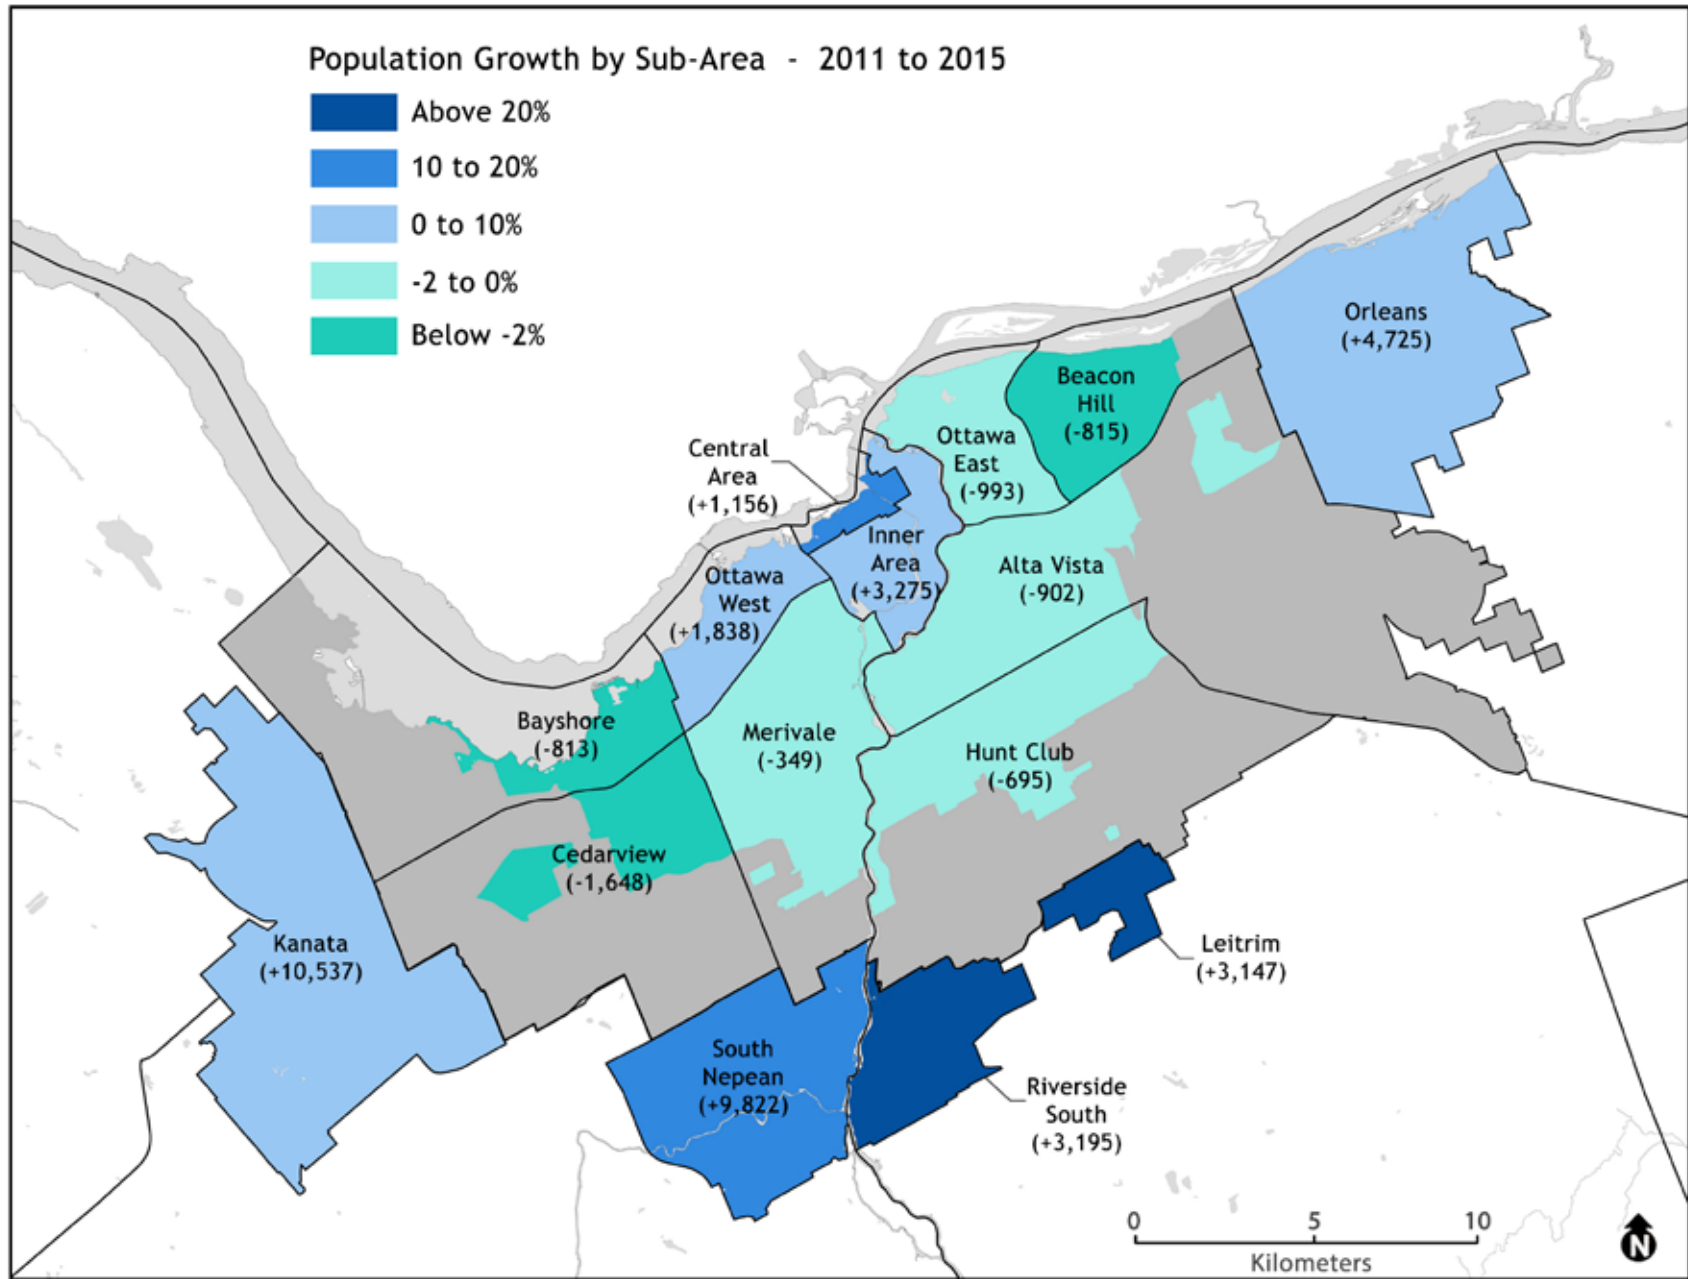 Population Growth by Sub-Area - 2011 to 2015
Above 20%
10 to 20%
0 to 10%
-2 to 0%
Below -2%
Orleans
(+4,725)
Beacon
Hill
(-815)
Ottawa
East
(-993)
Central
Area
(+1,156)
Inner
Area
(+3,275)
Alta Vista
(-902)
Ottawa
West
(+1,838)
Bayshore
(-813)
Merivale
(-349)
Hunt Club
(-695)
Cedarview
(-1,648)
Kanata
(+10,537)
Leitrim
(+3,147)
South
Nepean
(+9,822)
Riverside
South
(+3,195)
0 5 10
Kilometers
N